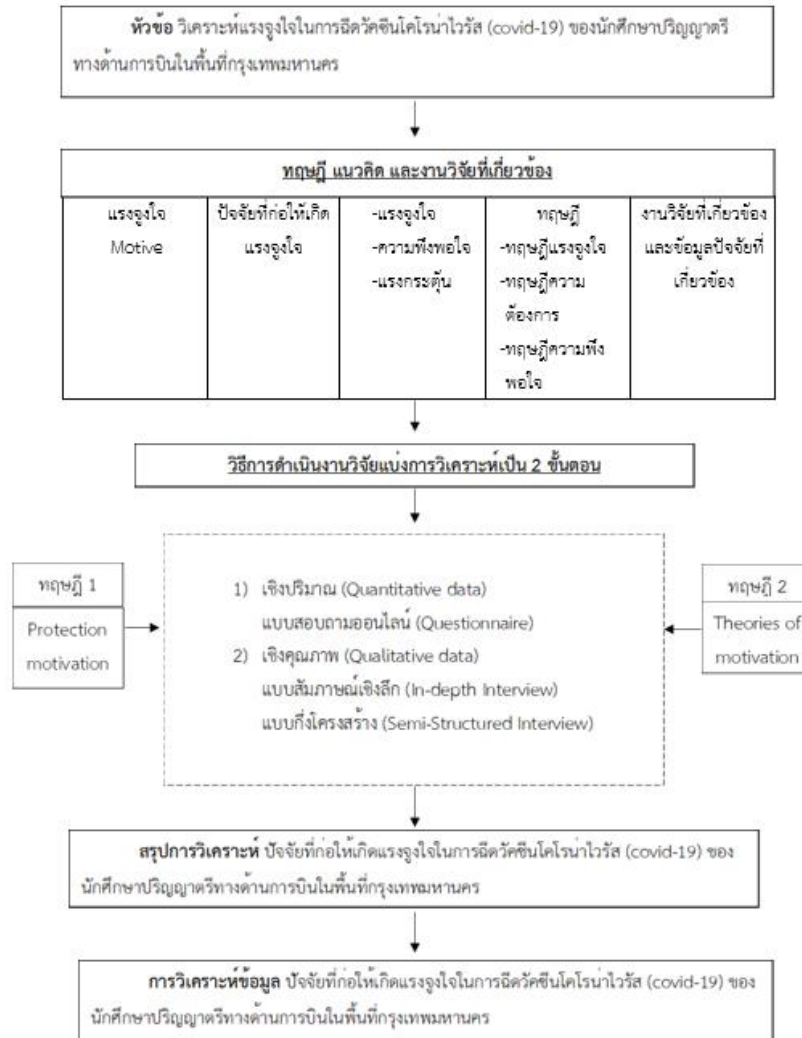 หัวข้อ วิเคราะห์แรงจูงใจในการฉีดวัคซีนโคโรน่าไวรัส (covid-19) ของนักศึกษาปริญญาตรี
ทางด้านการบินในพื้นที่กรุงเทพมหานคร
ทฤษฎี แนวคิด และงานวิจัยที่เกี่ยวข้อง
แรงจูงใจ
Motive
ปัจจัยที่ก่อให้เกิด
แรงจูงใจ
-แรงจูงใจ
-ความพึงพอใจ
-แรงกระตุ้น
ทฤษฎี
-ทฤษฎีแรงจูงใจ
-ทฤษฎีความ
ต้องการ
-ทฤษฎีความพึง
พอใจ
งานวิจัยที่เกี่ยวข้อง
และข้อมูลปัจจัยที่
เกี่ยวข้อง
วิธีการดำเนินงานวิจัยแบ่งการวิเคราะห์เป็น 2 ขั้นตอน
ทฤษฎี 1
Protection
motivation
1) เชิงปริมาณ (Quantitative data)
แบบสอบถามออนไลน์ (Questionnaire)
2) เชิงคุณภาพ (Qualitative data)
แบบสัมภาษณ์เชิงลึก (In-depth Interview)
แบบกึ่งโครงสร้าง (Semi-Structured Interview)
ทฤษฎี 2
Theories of
motivation
สรุปการวิเคราะห์ ปัจจัยที่ก่อให้เกิดแรงจูงใจในการฉีดวัคซีนโคโรน่าไวรัส (covid-19) ของ
นักศึกษาปริญญาตรีทางด้านการบินในพื้นที่กรุงเทพมหานคร
การวิเคราะห์ข้อมูล ปัจจัยที่ก่อให้เกิดแรงจูงใจในการฉีดวัคซีนโคโรน่าไวรัส (covid-19) ของ
นักศึกษาปริญญาตรีทางด้านการบินในพื้นที่กรุงเทพมหานคร